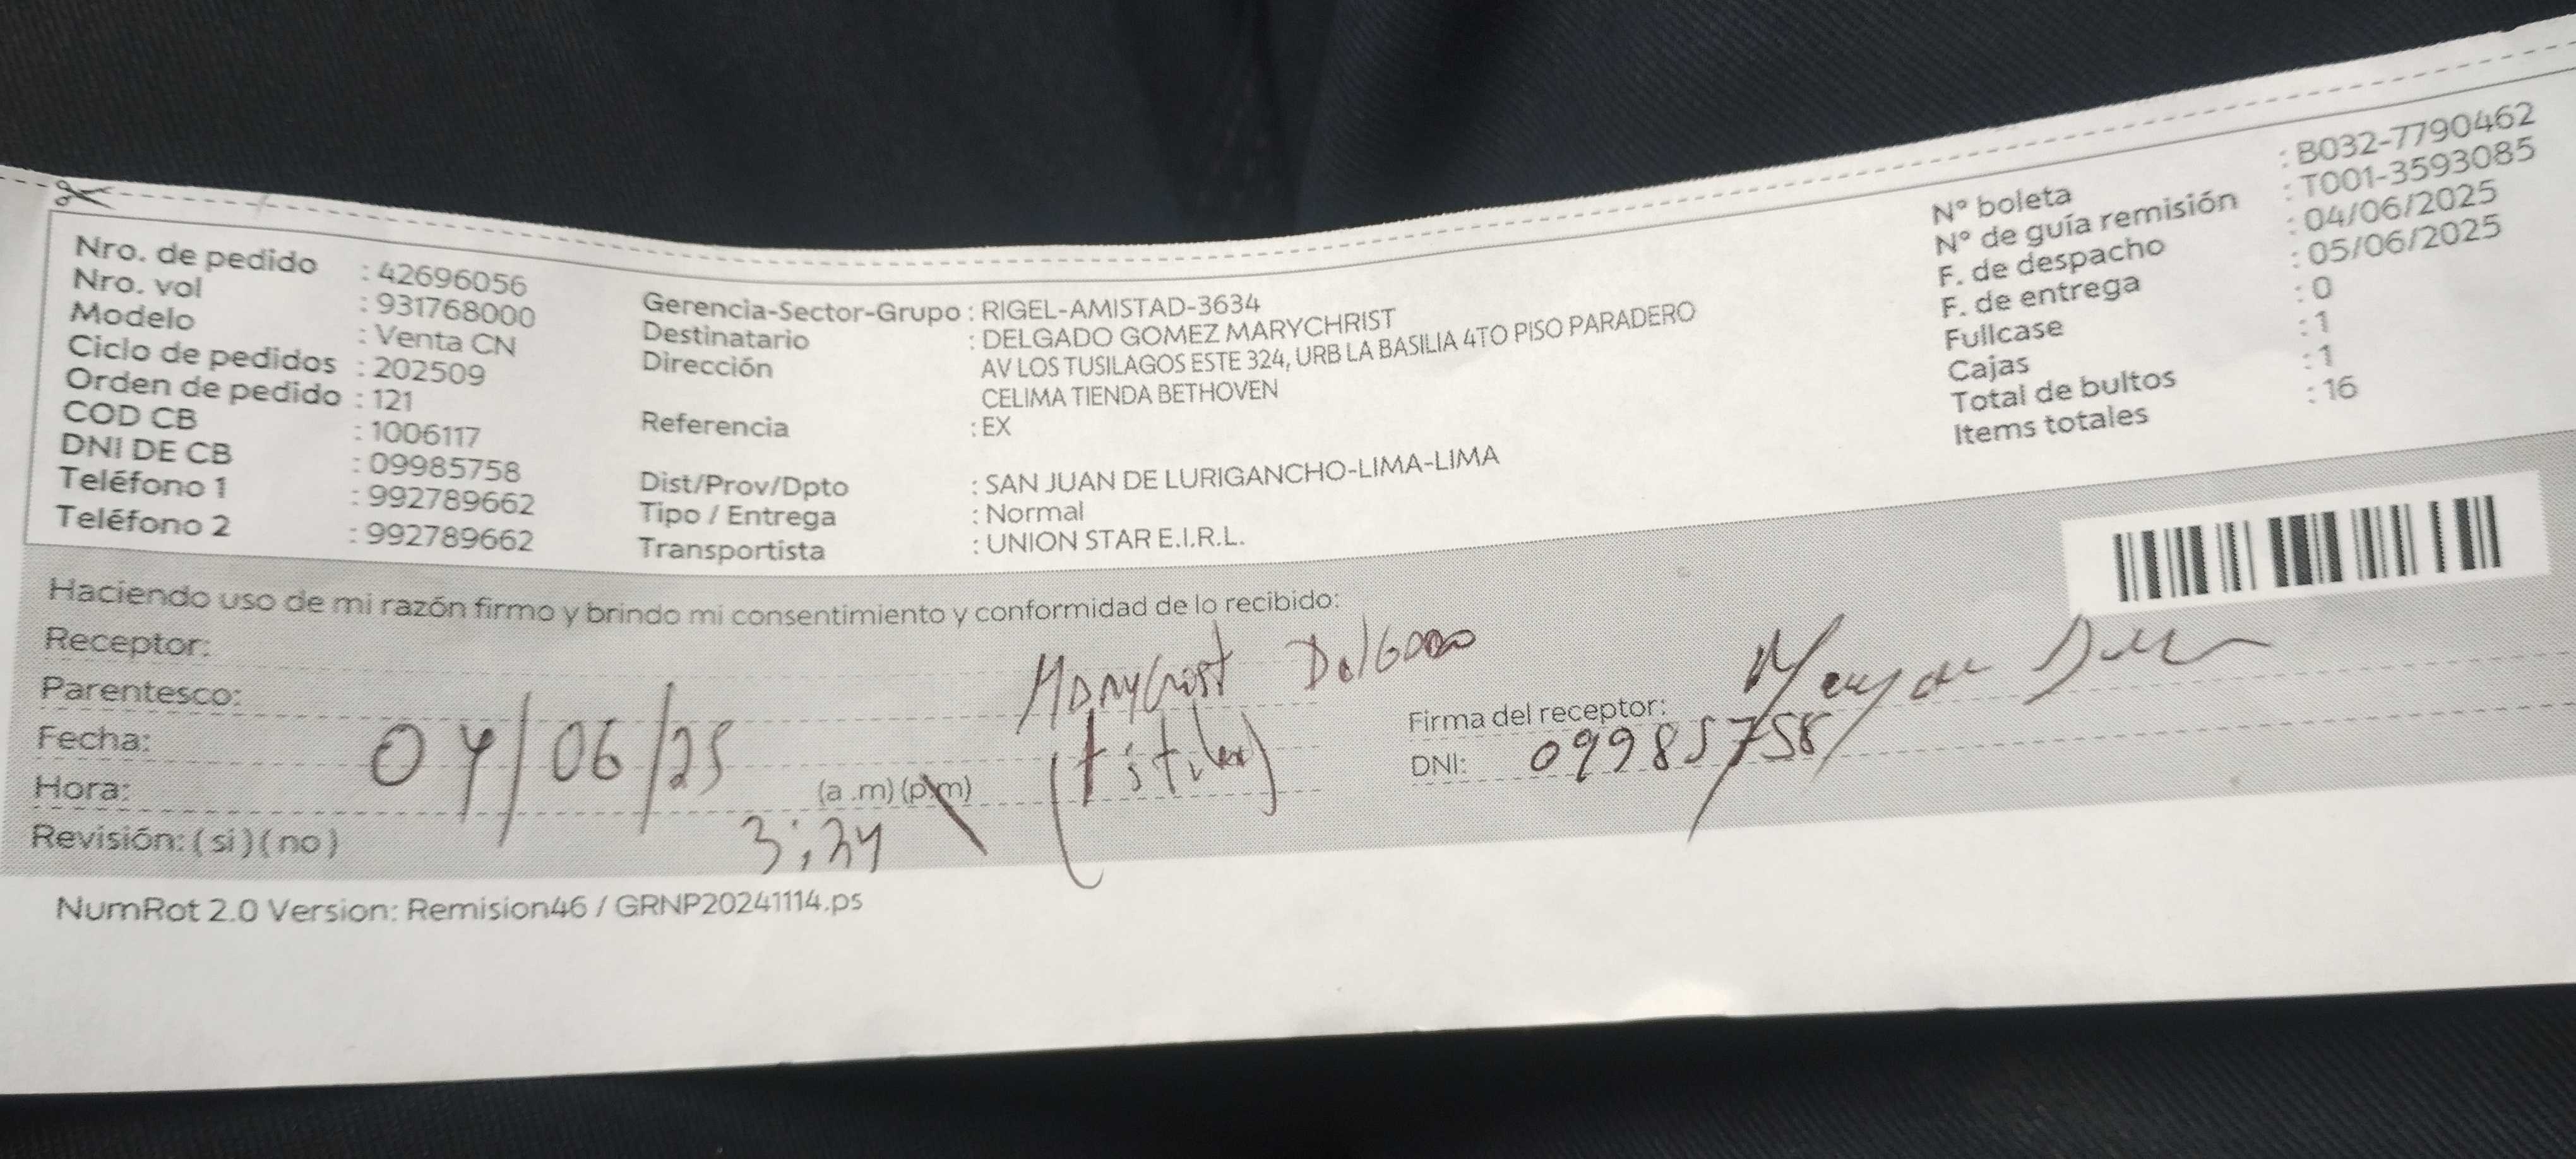 Nro. de pedido : 42696056
Nro. vol : 931768000
Modelo : Venta CN
Ciclo de pedidos : 202509
Orden de pedido : 121
COD CB : 1006117
DNI DE CB : 09985758
Teléfono 1 : 992789662
Teléfono 2 : 992789662
Gerencia-Sector-Grupo : RIGEL-AMISTAD-3634
Destinatario : DELGADO GOMEZ MARYCHRIST
Dirección AV LOS TUSILAGOS ESTE 324, URB LA BASILIA 4TO PISO PARADERO
CELIMA TIENDA BETHOVEN
Referencia : EX
Dist/Prov/Dpto : SAN JUAN DE LURIGANCHO-LIMA-LIMA
Tipo / Entrega : Normal
Transportista : UNION STAR E.I.R.L.
N° boleta : B032-7790462
N° de guía remisión : T001-3593085
F. de despacho : 04/06/2025
F. de entrega : 05/06/2025
Fullcase : 0
Cajas : 1
Total de bultos : 1
Items totales : 16
Haciendo uso de mi razón firmo y brindo mi consentimiento y conformidad de lo recibido:
Receptor: Marychrist Delgado
Parentesco: (titular)
Fecha: 04/06/25
Hora: 3:24 (a .m) (p.m)
Revisión: ( si ) ( no )
Firma del receptor:
DNI: 09985758
NumRot 2.0 Version: Remision46 / GRNP20241114.ps